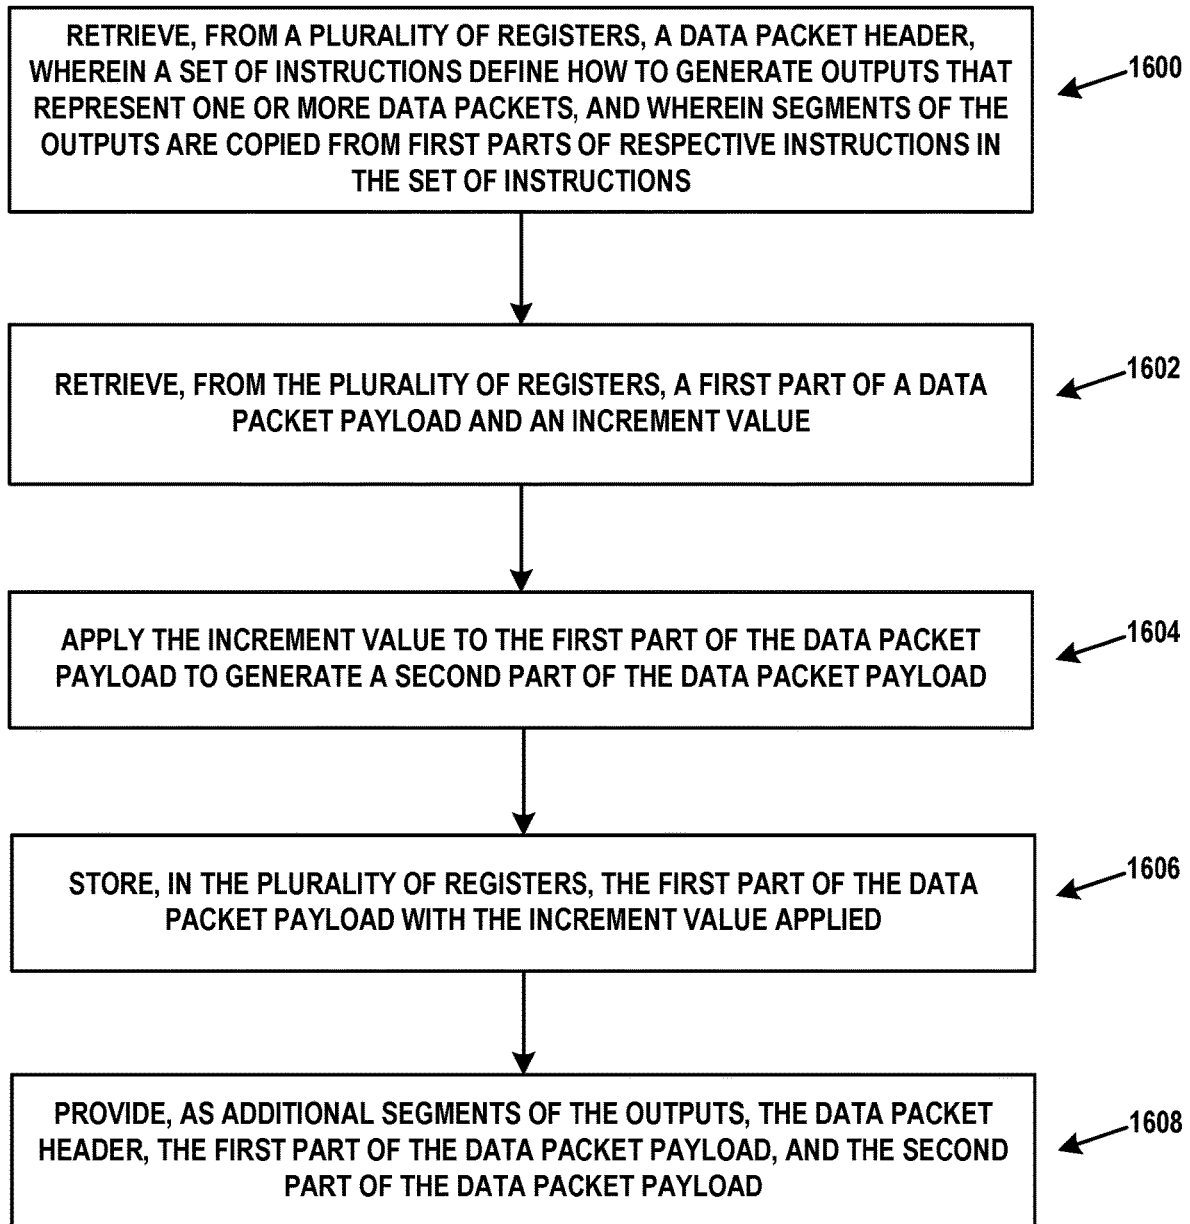 RETRIEVE, FROM A PLURALITY OF REGISTERS, A DATA PACKET HEADER,
WHEREIN A SET OF INSTRUCTIONS DEFINE HOW TO GENERATE OUTPUTS THAT
REPRESENT ONE OR MORE DATA PACKETS, AND WHEREIN SEGMENTS OF THE
OUTPUTS ARE COPIED FROM FIRST PARTS OF RESPECTIVE INSTRUCTIONS IN
THE SET OF INSTRUCTIONS
1600
RETRIEVE, FROM THE PLURALITY OF REGISTERS, A FIRST PART OF A DATA
PACKET PAYLOAD AND AN INCREMENT VALUE
1602
APPLY THE INCREMENT VALUE TO THE FIRST PART OF THE DATA PACKET
PAYLOAD TO GENERATE A SECOND PART OF THE DATA PACKET PAYLOAD
1604
STORE, IN THE PLURALITY OF REGISTERS, THE FIRST PART OF THE DATA
PACKET PAYLOAD WITH THE INCREMENT VALUE APPLIED
1606
PROVIDE, AS ADDITIONAL SEGMENTS OF THE OUTPUTS, THE DATA PACKET
HEADER, THE FIRST PART OF THE DATA PACKET PAYLOAD, AND THE SECOND
PART OF THE DATA PACKET PAYLOAD
1608